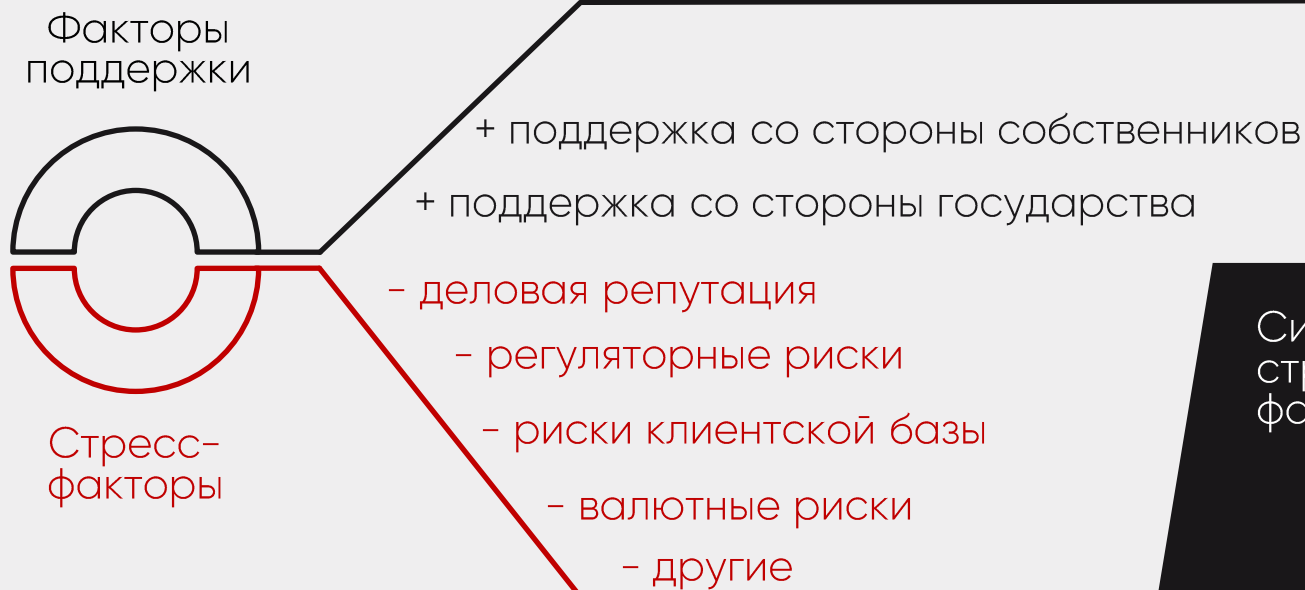 Факторы
поддержки
+ поддержка со стороны собственников
+ поддержка со стороны государства
- деловая репутация
- регуляторные риски
- риски клиентской базы
- валютные риски
- другие
Стресс-
факторы